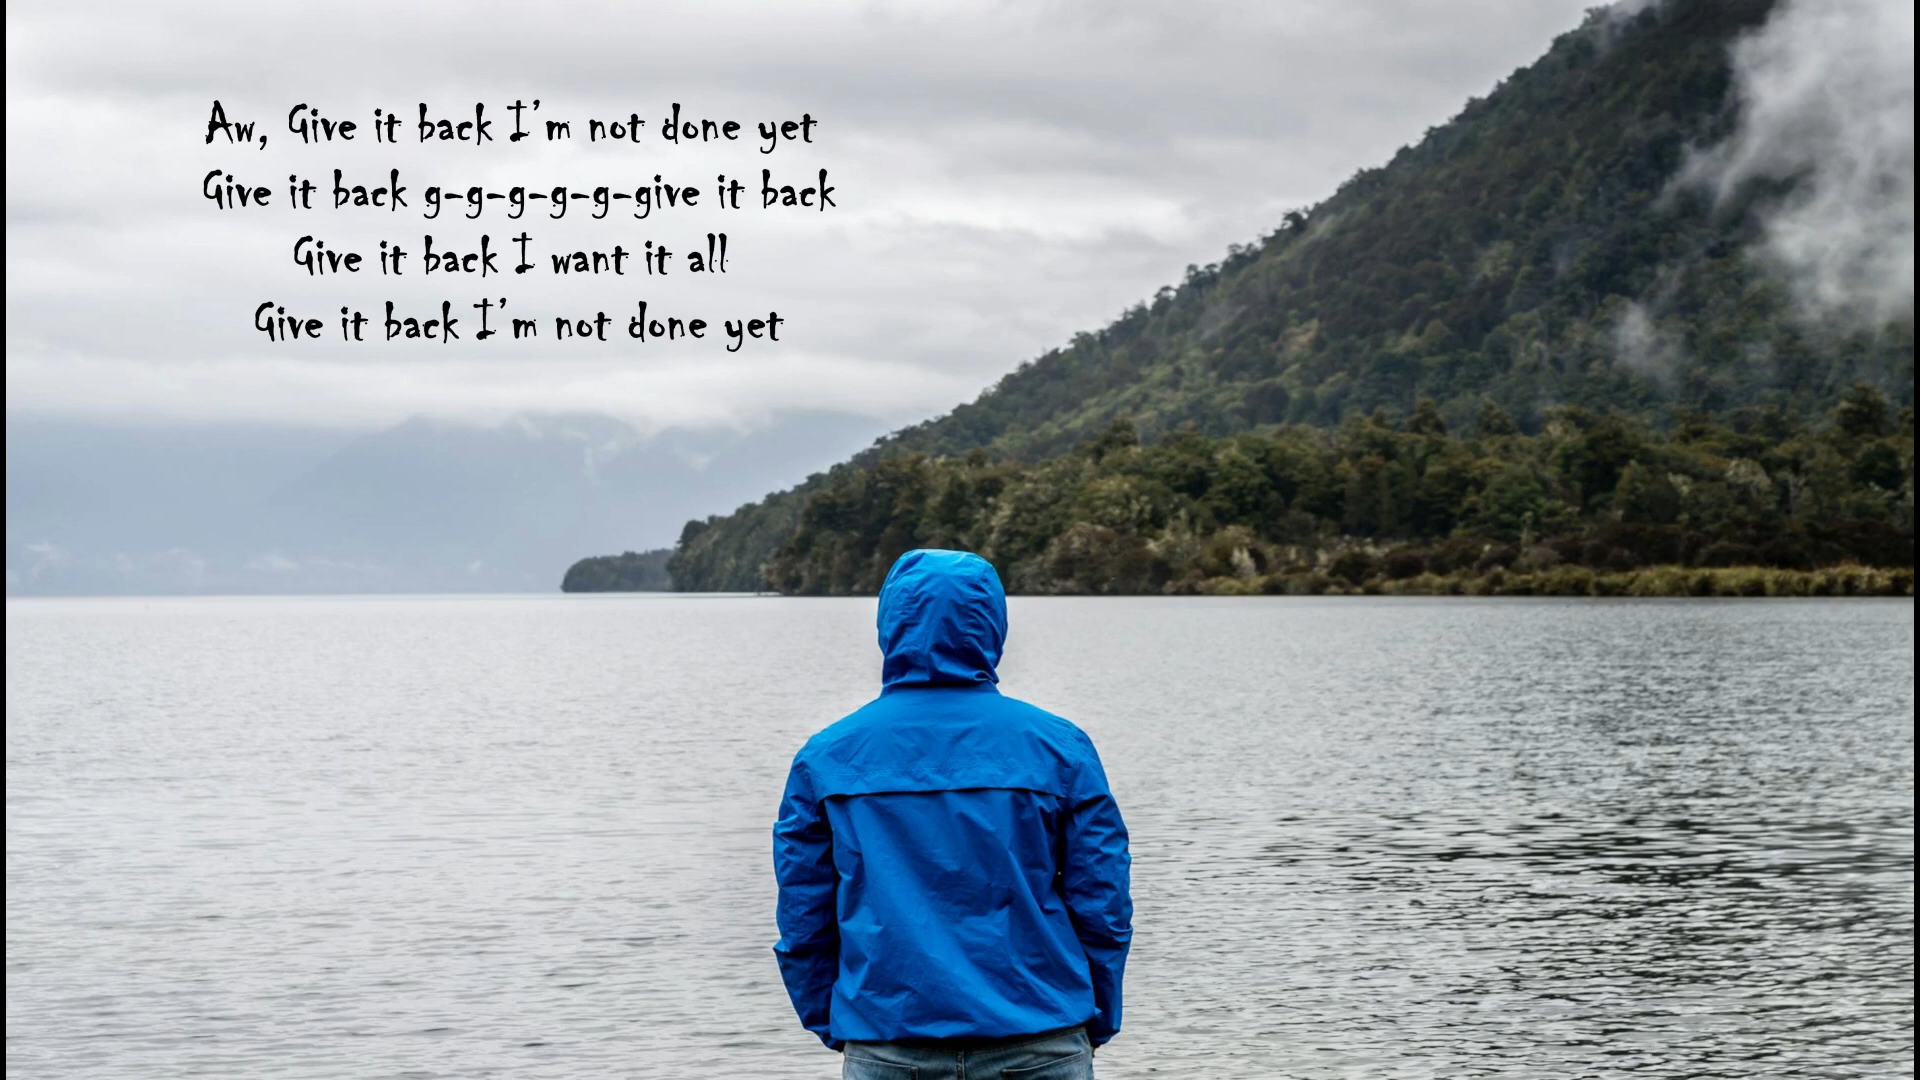 Aw, Give it back I'm not done yet
Give it back g-g-g-g-g-give it back
Give it back I want it all
Give it back I'm not done yet